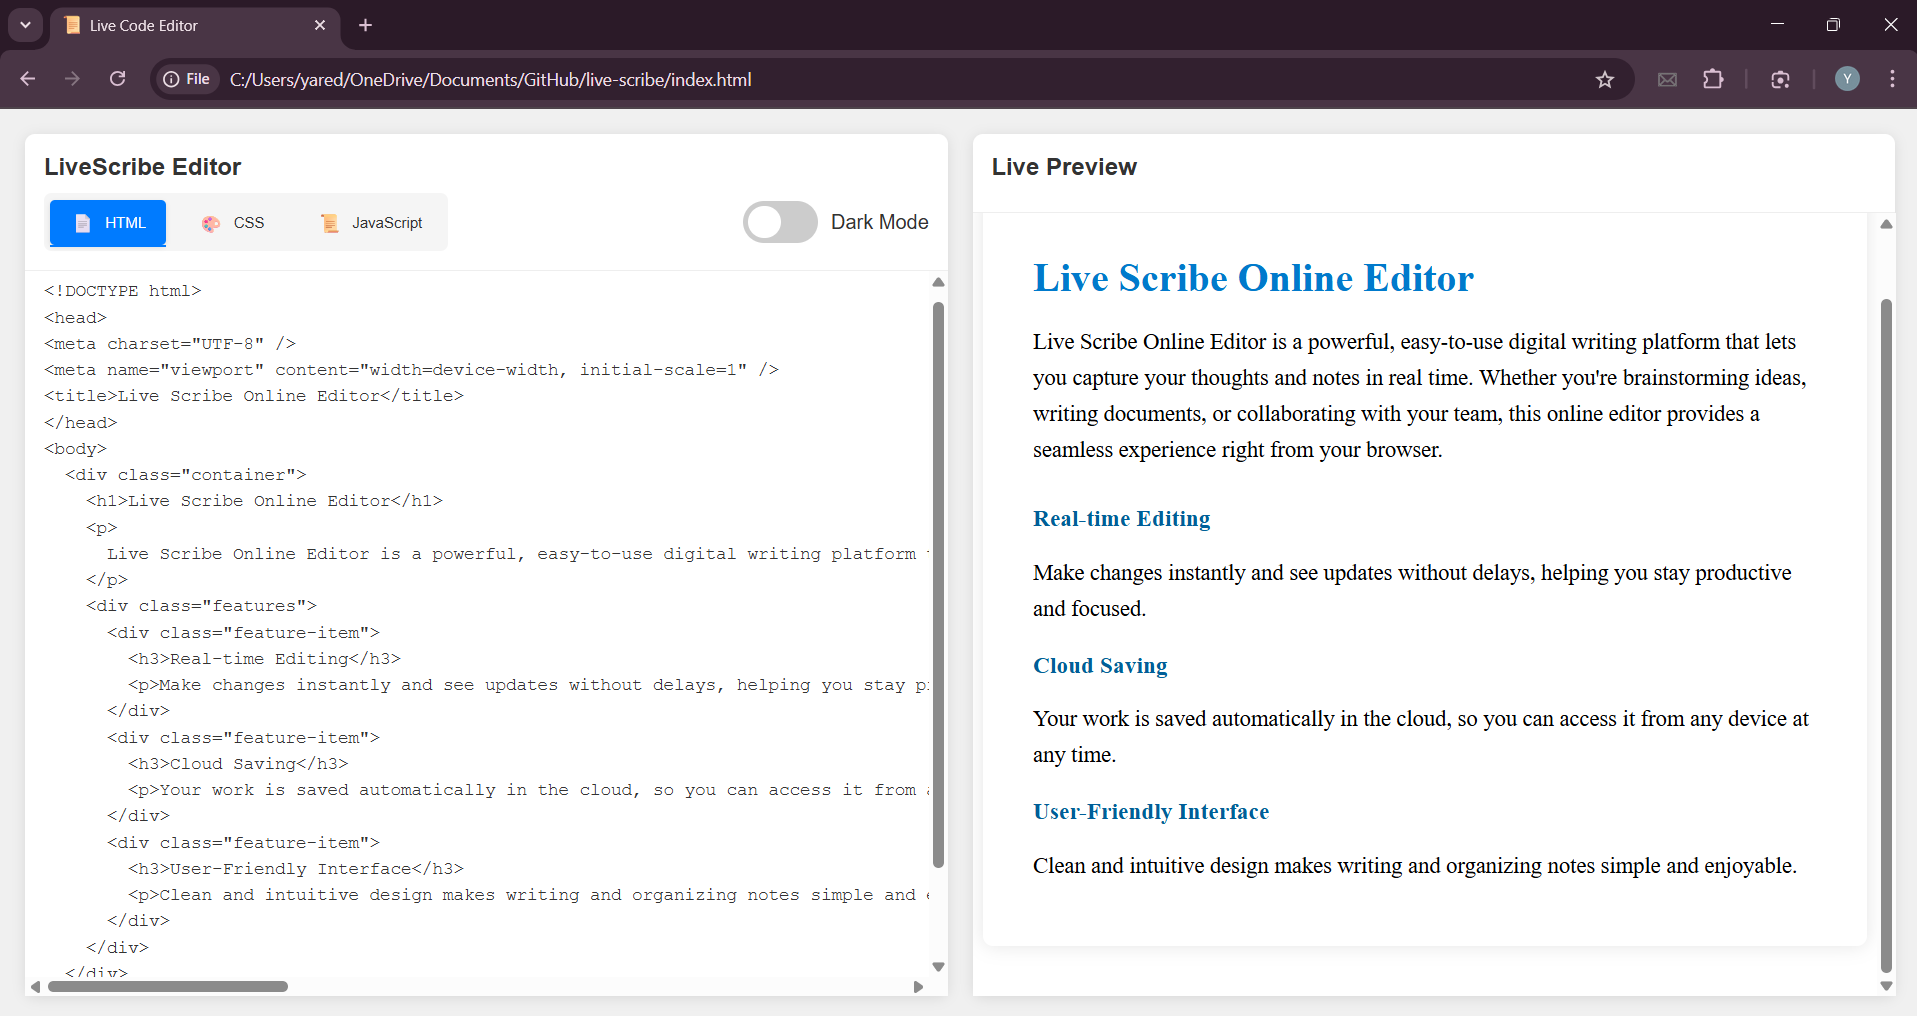 Live Code Editor
File
C:/Users/yared/OneDrive/Documents/GitHub/live-scribe/index.html
Y
LiveScribe Editor
HTML
CSS
JavaScript
Dark Mode
<!DOCTYPE html>
<head>
<meta charset="UTF-8" />
<meta name="viewport" content="width=device-width, initial-scale=1" />
<title>Live Scribe Online Editor</title>
</head>
<body>
<div class="container">
<h1>Live Scribe Online Editor</h1>
<p>
Live Scribe Online Editor is a powerful, easy-to-use digital writing platform
</p>
<div class="features">
<div class="feature-item">
<h3>Real-time Editing</h3>
<p>Make changes instantly and see updates without delays, helping you stay
</div>
<div class="feature-item">
<h3>Cloud Saving</h3>
<p>Your work is saved automatically in the cloud, so you can access it from
</div>
<div class="feature-item">
<h3>User-Friendly Interface</h3>
<p>Clean and intuitive design makes writing and organizing notes simple and
</div>
</div>
</div>
Live Preview
Live Scribe Online Editor
Live Scribe Online Editor is a powerful, easy-to-use digital writing platform that lets
you capture your thoughts and notes in real time. Whether you're brainstorming ideas,
writing documents, or collaborating with your team, this online editor provides a
seamless experience right from your browser.
Real-time Editing
Make changes instantly and see updates without delays, helping you stay productive
and focused.
Cloud Saving
Your work is saved automatically in the cloud, so you can access it from any device at
any time.
User-Friendly Interface
Clean and intuitive design makes writing and organizing notes simple and enjoyable.